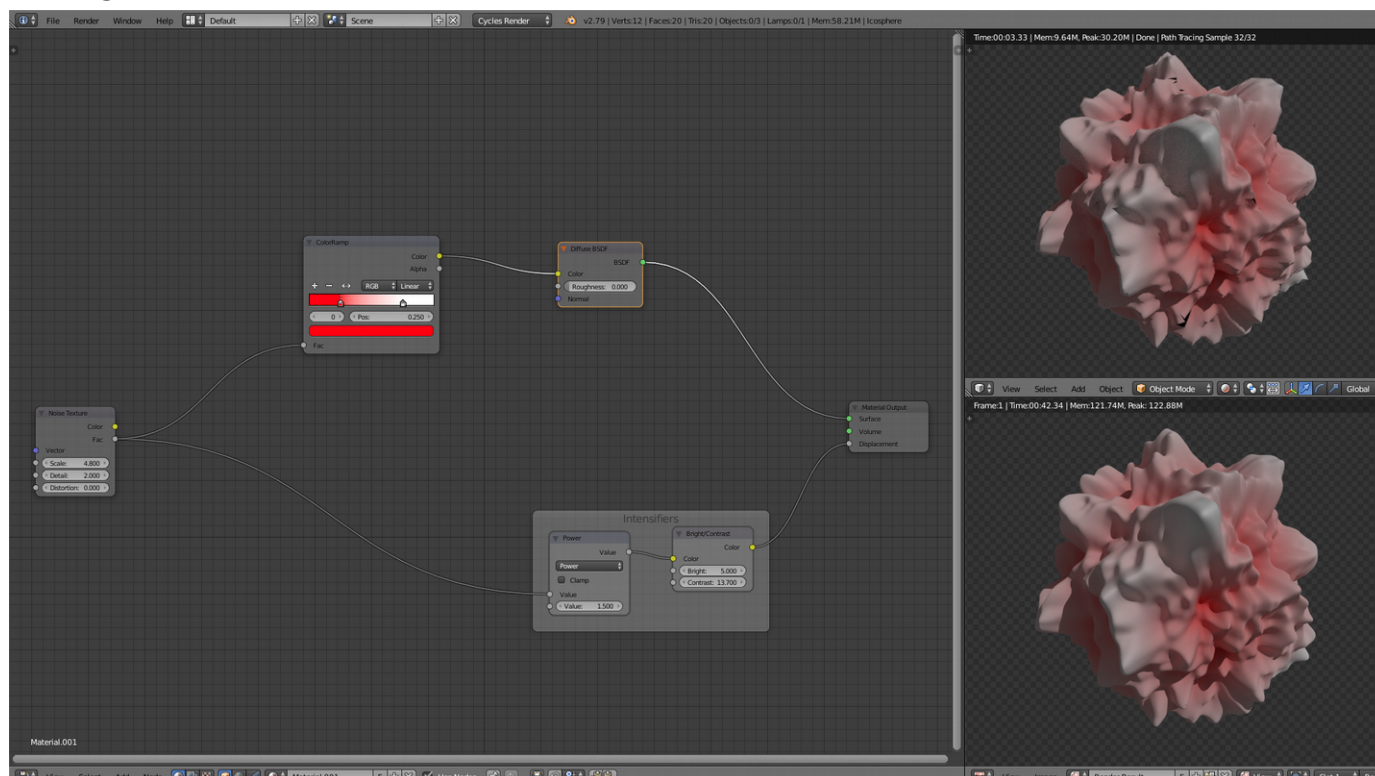 File Render Window Help Default Scene Cycles Render v2.79 | Verts:12 | Faces:20 | Tris:20 | Objects:0/3 | Lamps:0/1 | Mem:58.21M | Icosphere
Time:00:03.33 | Mem:9.64M, Peak:30.20M | Done | Path Tracing Sample 32/32
ColorRamp
Color
Alpha
RGB Linear
0 Pos: 0.250
Fac
Diffuse BSDF
BSDF
Color
Roughness: 0.000
Normal
View Select Add Object Object Mode Global
Frame:1 | Time:00:42.34 | Mem:121.74M, Peak: 122.88M
Noise Texture
Color
Fac
Vector
Scale: 4.800
Detail: 2.000
Distortion: 0.000
Material Output
Surface
Volume
Displacement
Intensifiers
Power
Value
Power
Clamp
Value
Value: 1.500
Bright/Contrast
Color
Color
Bright: 5.000
Contrast: 13.700
Material.001